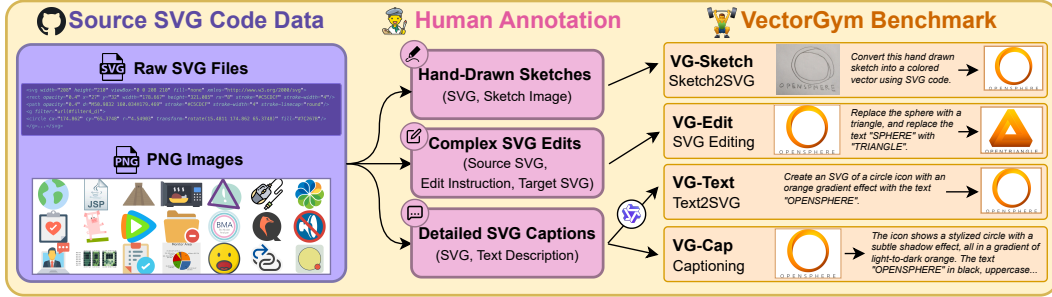 Source SVG Code Data
SVG
Raw SVG Files
PNG
PNG Images
JSP
BMA
Human Annotation
Hand-Drawn Sketches
(SVG, Sketch Image)
Complex SVG Edits
(Source SVG,
Edit Instruction, Target SVG)
Detailed SVG Captions
(SVG, Text Description)
VectorGym Benchmark
VG-Sketch
Sketch2SVG
OPENSPHERE
Convert this hand drawn
sketch into a colored
vector using SVG code.
OPENSPHERE
VG-Edit
SVG Editing
OPENSPHERE
Replace the sphere with a
triangle, and replace the
text "SPHERE" with
"TRIANGLE".
OPENTRIANGLE
VG-Text
Text2SVG
Create an SVG of a circle icon with an
orange gradient effect with the text
"OPENSPHERE".
OPENSPHERE
VG-Cap
Captioning
OPENSPHERE
The icon shows a stylized circle with a
subtle shadow effect, all in a gradient of
light-to-dark orange. The text
"OPENSPHERE" in black, uppercase...